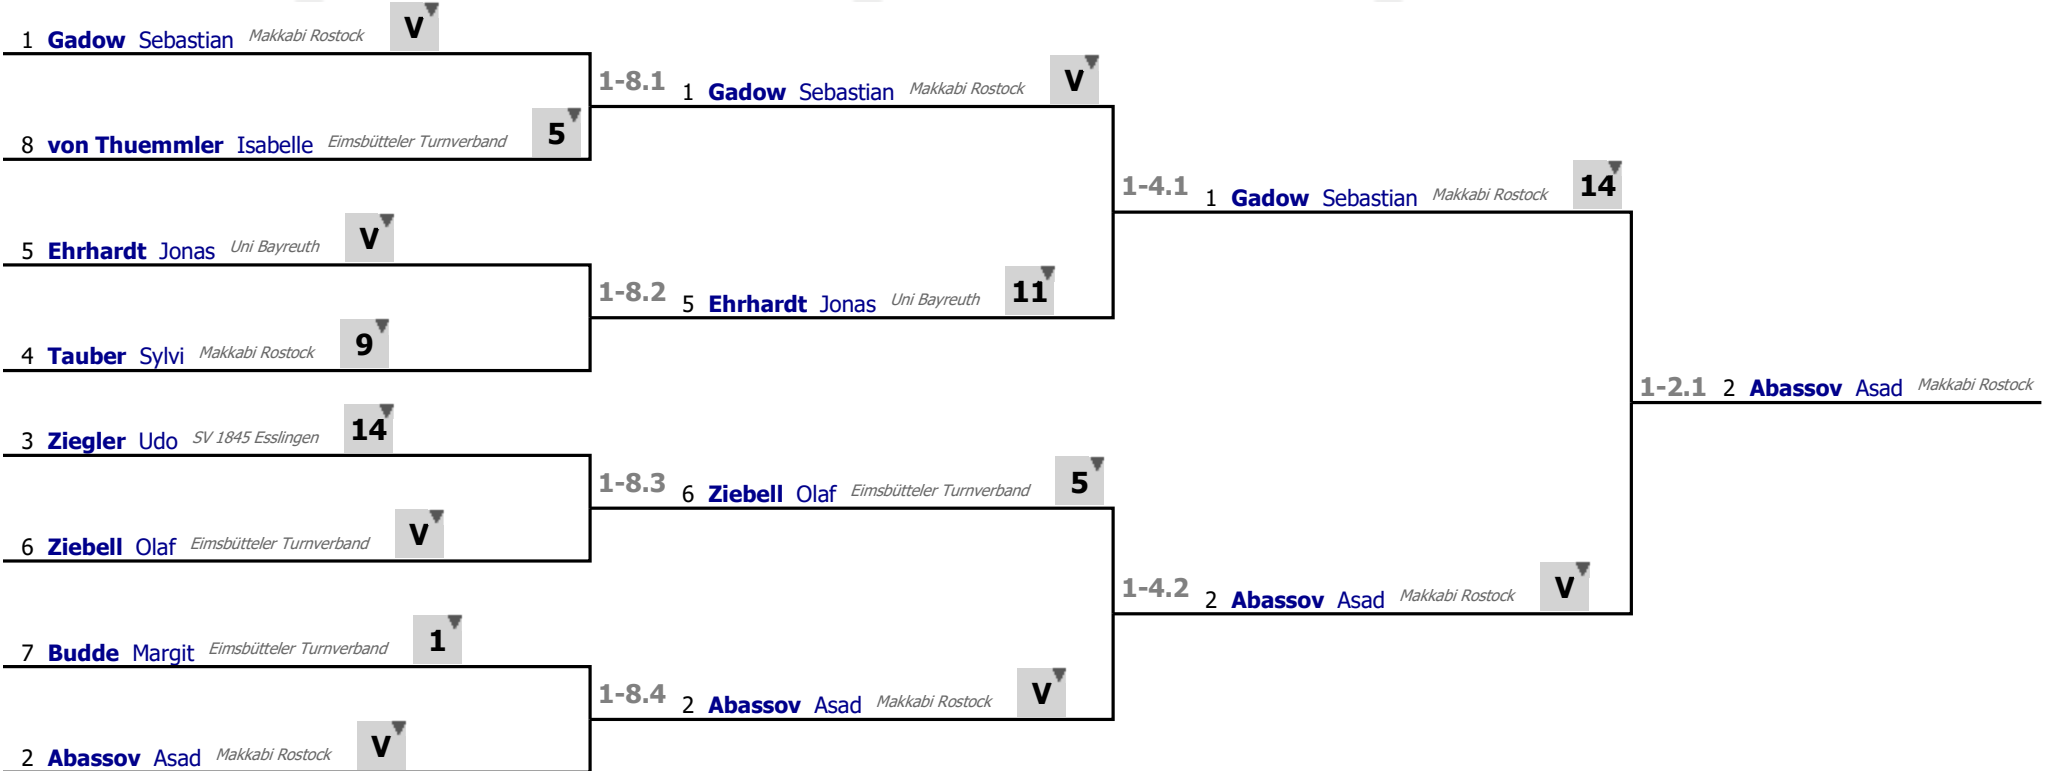 1 Gadow Sebastian Makkabi Rostock V
1-8.1 1 Gadow Sebastian Makkabi Rostock V
8 von Thuemmler Isabelle Eimsbütteler Turnverband 5
1-4.1 1 Gadow Sebastian Makkabi Rostock 14
5 Ehrhardt Jonas Uni Bayreuth V
1-8.2 5 Ehrhardt Jonas Uni Bayreuth 11
4 Tauber Sylvi Makkabi Rostock 9
1-2.1 2 Abassov Asad Makkabi Rostock
3 Ziegler Udo SV 1845 Esslingen 14
1-8.3 6 Ziebell Olaf Eimsbütteler Turnverband 5
6 Ziebell Olaf Eimsbütteler Turnverband V
1-4.2 2 Abassov Asad Makkabi Rostock V
7 Budde Margit Eimsbütteler Turnverband 1
1-8.4 2 Abassov Asad Makkabi Rostock V
2 Abassov Asad Makkabi Rostock V